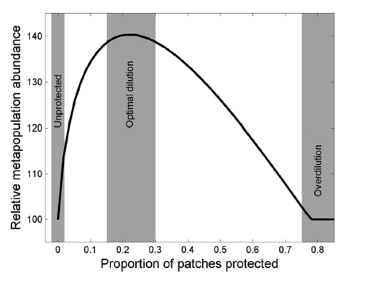 Relative metapopulation abundance
140
130
120
110
100
Unprotected
Optimal dilution
Overdilution
0
0.1
0.2
0.3
0.4
0.5
0.6
0.7
0.8
Proportion of patches protected